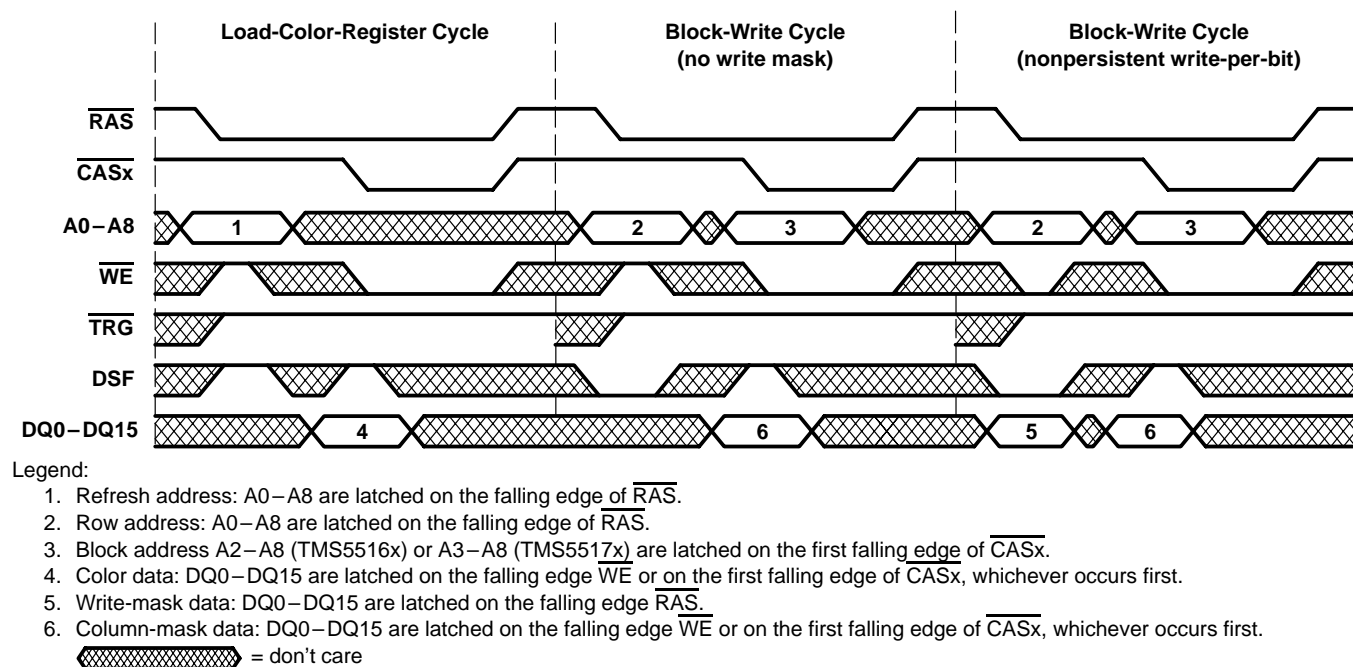 Load-Color-Register Cycle
Block-Write Cycle
(no write mask)
Block-Write Cycle
(nonpersistent write-per-bit)
RAS
CASx
A0–A8
1
2
3
2
3
WE
TRG
DSF
DQ0–DQ15
4
6
5
6
Legend:
1. Refresh address: A0–A8 are latched on the falling edge of RAS.
2. Row address: A0–A8 are latched on the falling edge of RAS.
3. Block address A2–A8 (TMS5516x) or A3–A8 (TMS5517x) are latched on the first falling edge of CASx.
4. Color data: DQ0–DQ15 are latched on the falling edge WE or on the first falling edge of CASx, whichever occurs first.
5. Write-mask data: DQ0–DQ15 are latched on the falling edge RAS.
6. Column-mask data: DQ0–DQ15 are latched on the falling edge WE or on the first falling edge of CASx, whichever occurs first.
= don't care